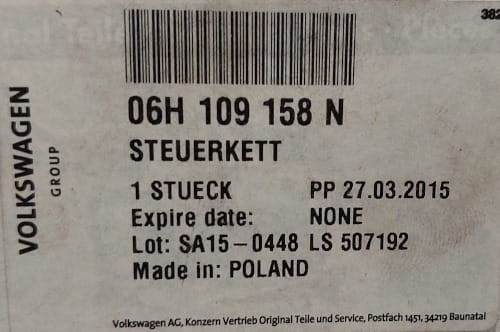 382
06H 109 158 N
STEUERKETT
1 STUECK PP 27.03.2015
Expire date: NONE
Lot: SA15-0448 LS 507192
Made in: POLAND
VOLKSWAGEN
GROUP
Volkswagen AG, Konzern Vertrieb Original Teile und Service, Postfach 1451, 34219 Baunatal